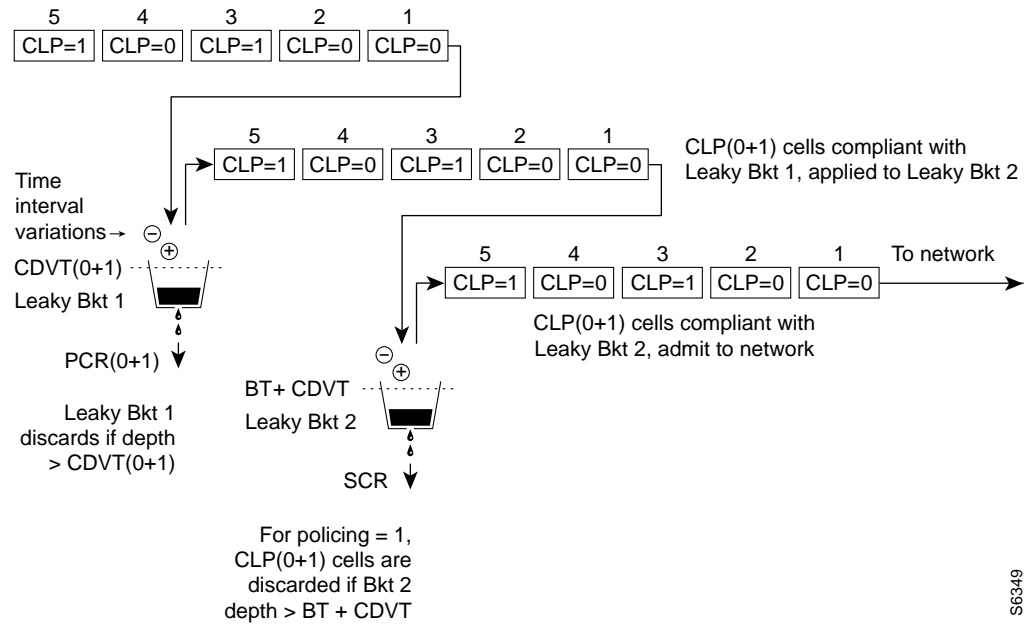 5 4 3 2 1
CLP=1 CLP=0 CLP=1 CLP=0 CLP=0
5 4 3 2 1
CLP=1 CLP=0 CLP=1 CLP=0 CLP=0
CLP(0+1) cells compliant with
Leaky Bkt 1, applied to Leaky Bkt 2
Time
interval
variations
CDVT(0+1)
Leaky Bkt 1
PCR(0+1)
Leaky Bkt 1
discards if depth
> CDVT(0+1)
5 4 3 2 1
CLP=1 CLP=0 CLP=1 CLP=0 CLP=0
To network
CLP(0+1) cells compliant with
Leaky Bkt 2, admit to network
BT+ CDVT
Leaky Bkt 2
SCR
For policing = 1,
CLP(0+1) cells are
discarded if Bkt 2
depth > BT + CDVT
S6349